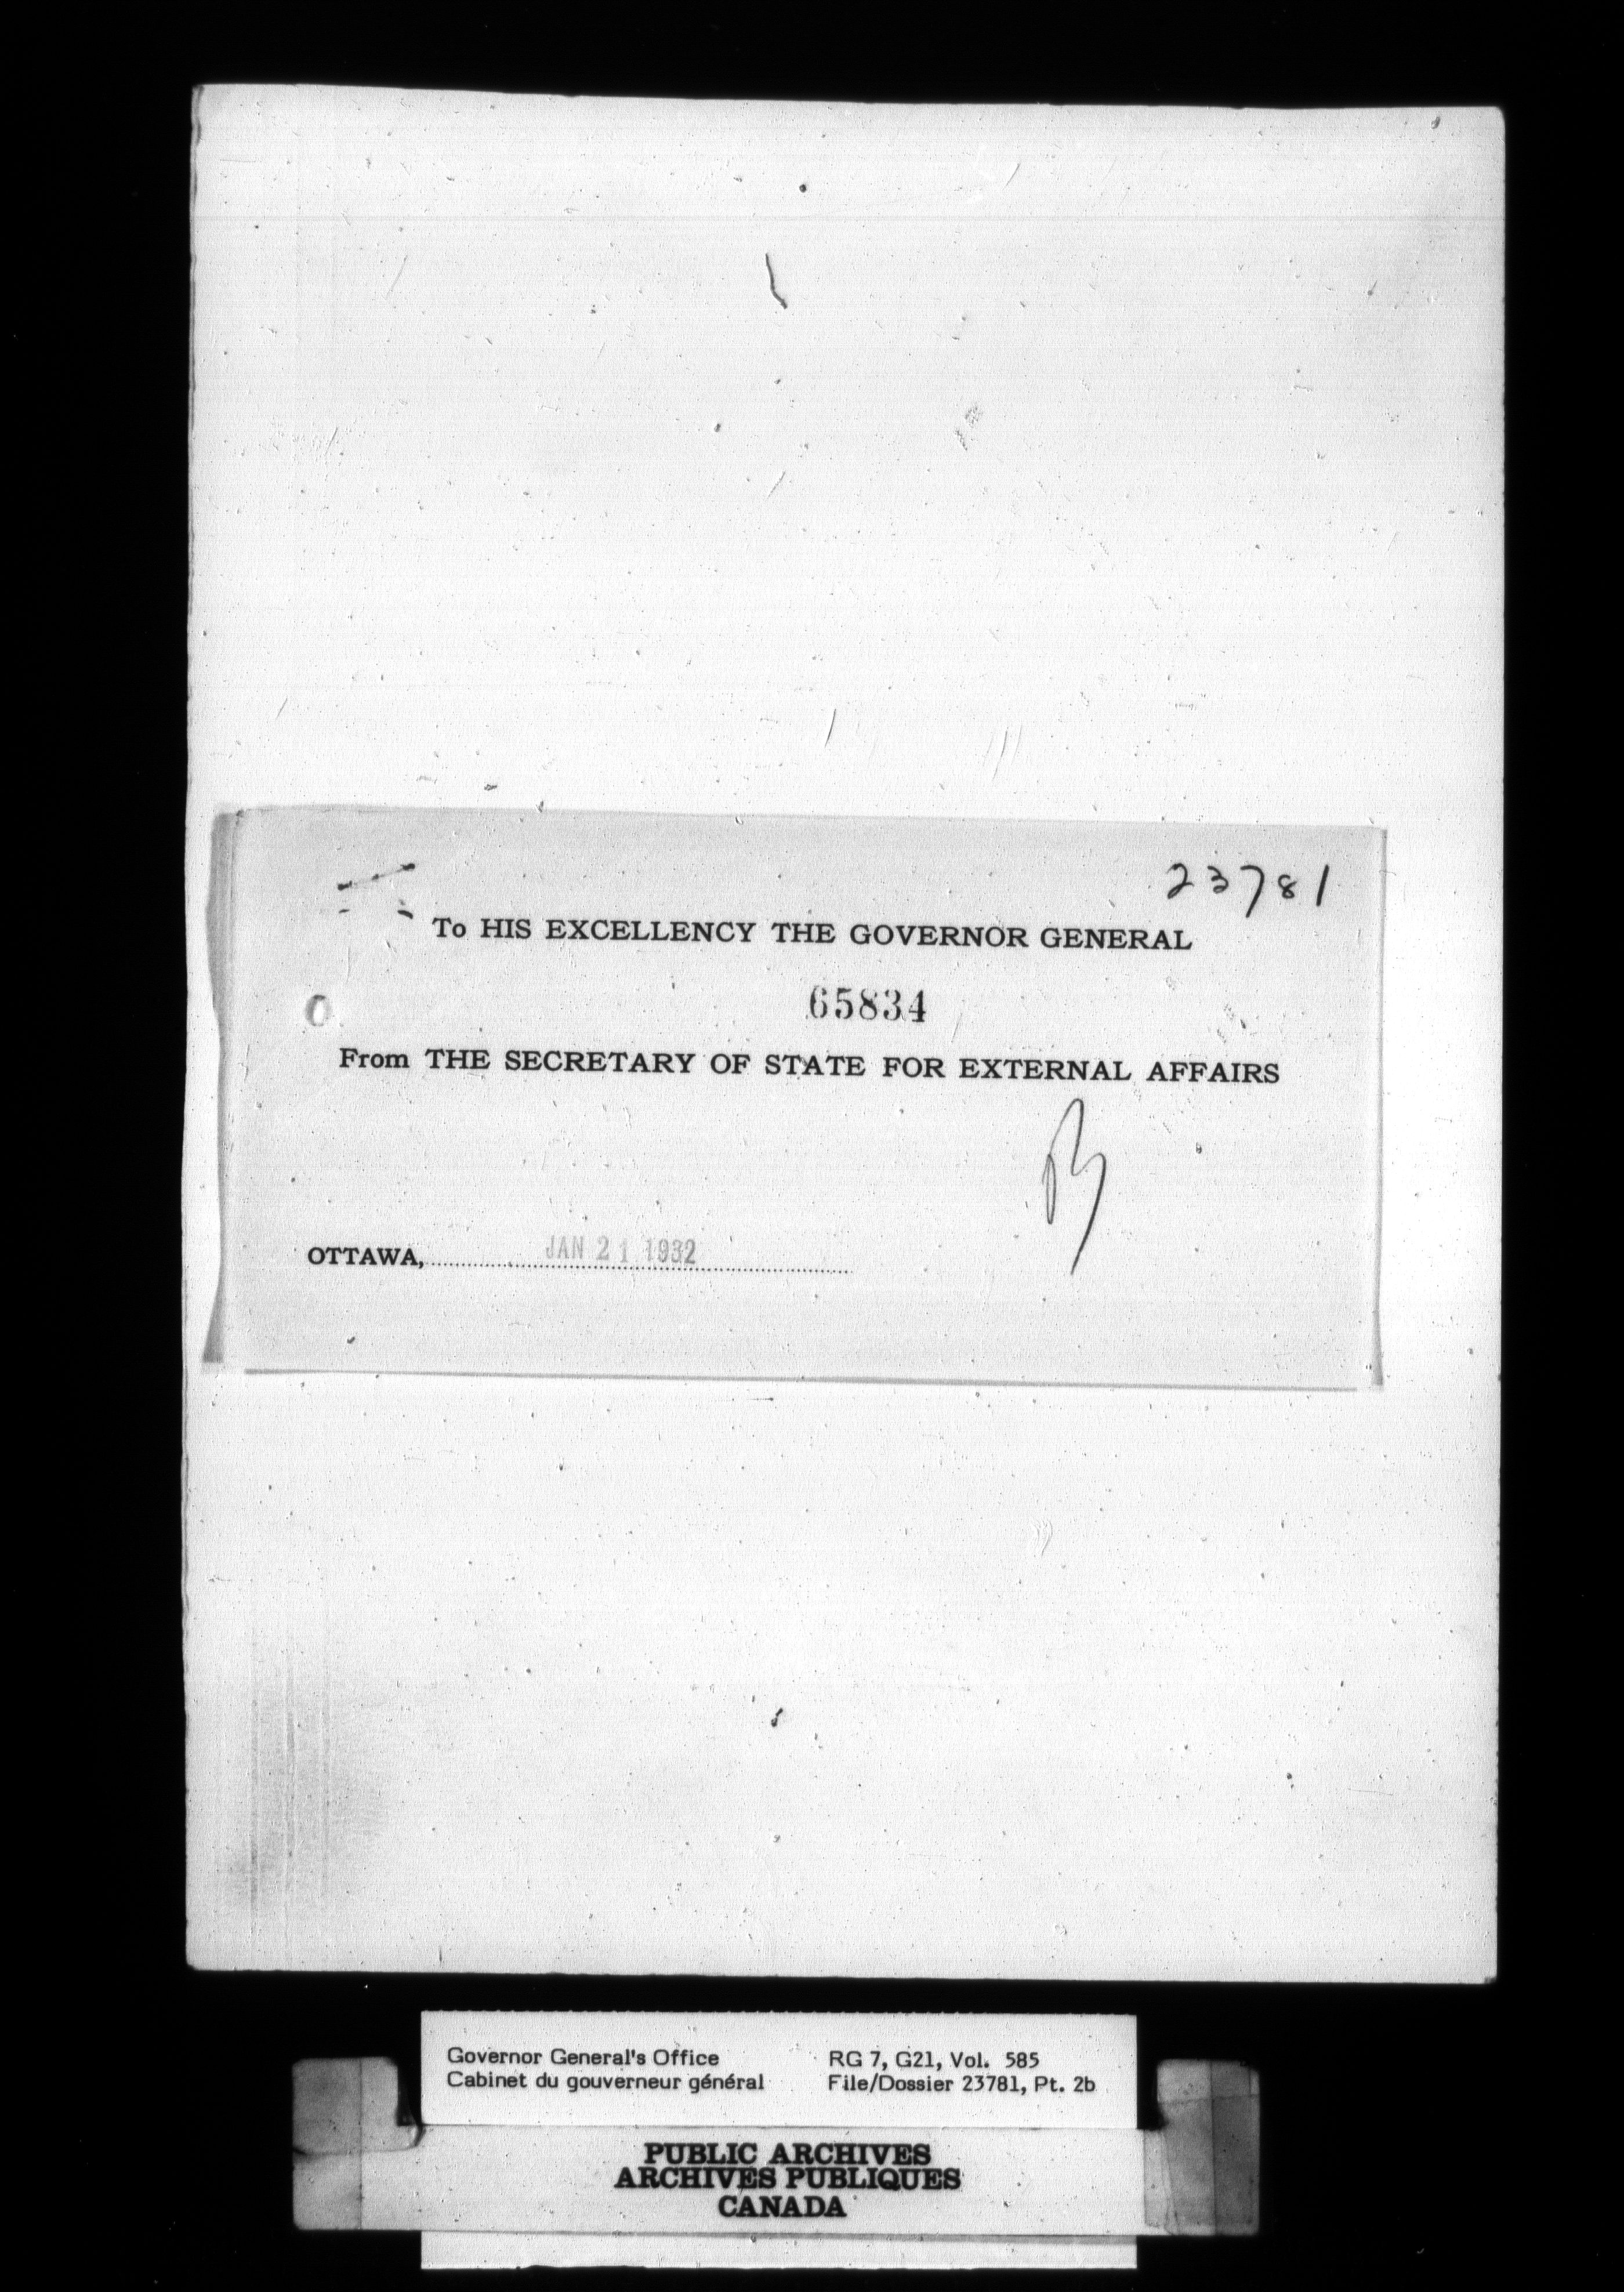 23781
To HIS EXCELLENCY THE GOVERNOR GENERAL
65834
From THE SECRETARY OF STATE FOR EXTERNAL AFFAIRS
OTTAWA, JAN 21 1932
Governor General's Office RG 7, G21, Vol. 585
Cabinet du gouverneur général File/Dossier 23781, Pt. 2b
PUBLIC ARCHIVES
ARCHIVES PUBLIQUES
CANADA